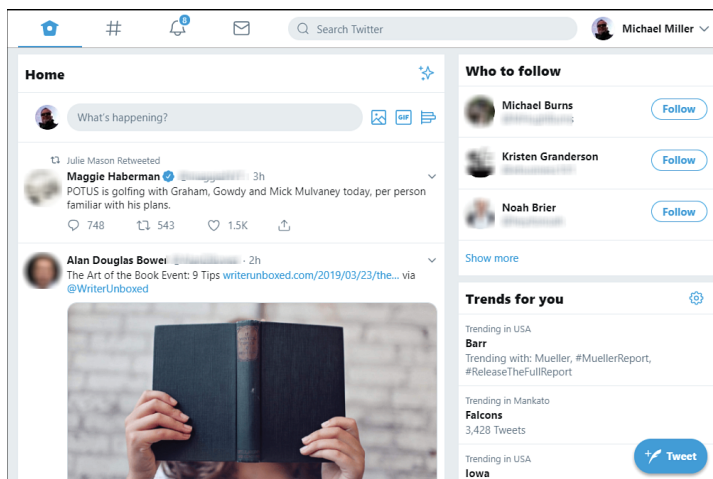 8
Search Twitter
Michael Miller
Home
What's happening?
Julie Mason Retweeted
Maggie Haberman · 3h
POTUS is golfing with Graham, Gowdy and Mick Mulvaney today, per person
familiar with his plans.
748 543 1.5K
Alan Douglas Bower · 2h
The Art of the Book Event: 9 Tips writerunboxed.com/2019/03/23/the... via
@WriterUnboxed
GIF
Who to follow
Michael Burns
Follow
Kristen Granderson
Follow
Noah Brier
Follow
Show more
Trends for you
Trending in USA
Barr
Trending with: Mueller, #MuellerReport,
#ReleaseTheFullReport
Trending in Mankato
Falcons
3,428 Tweets
Trending in USA
Iowa
Tweet